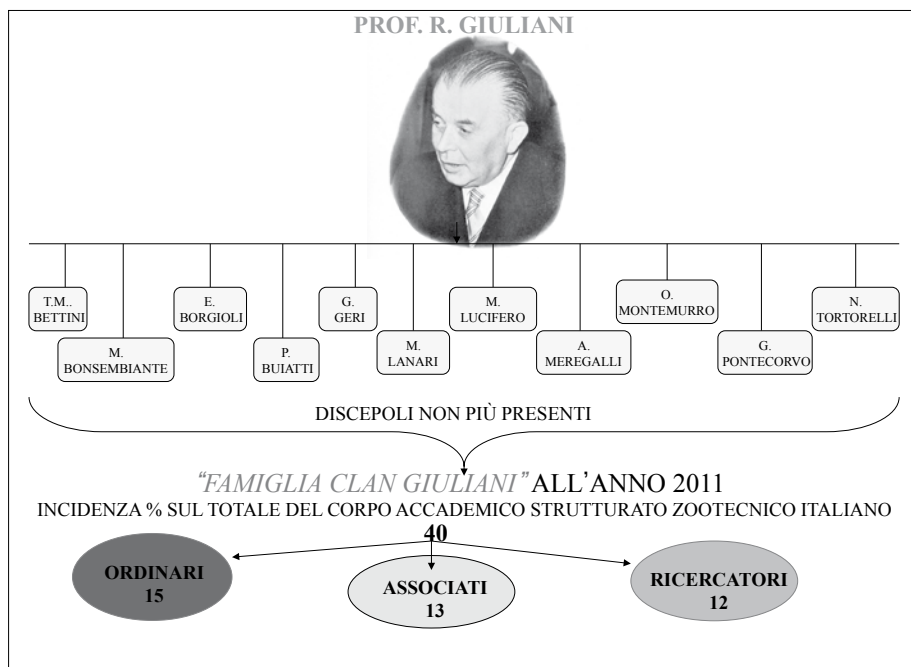 PROF. R. GIULIANI
T.M..
BETTINI
M.
BONSEMBIANTE
E.
BORGIOLI
P.
BUIATTI
G.
GERI
M.
LANARI
M.
LUCIFERO
A.
MEREGALLI
O.
MONTEMURRO
G.
PONTECORVO
N.
TORTORELLI
DISCEPOLI NON PIÙ PRESENTI
"FAMIGLIA CLAN GIULIANI" ALL'ANNO 2011
INCIDENZA % SUL TOTALE DEL CORPO ACCADEMICO STRUTTURATO ZOOTECNICO ITALIANO
40
ORDINARI
15
ASSOCIATI
13
RICERCATORI
12